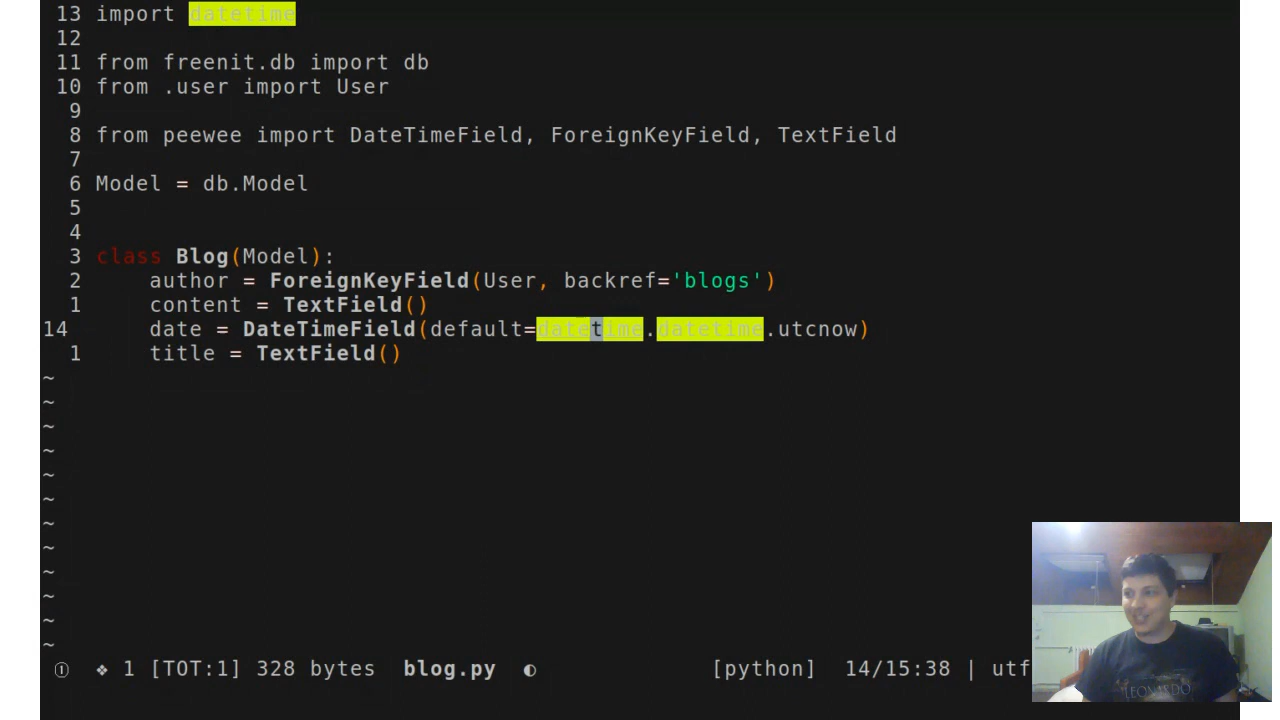 13 import datetime
12
11 from freenit.db import db
10 from .user import User
9
8 from peewee import DateTimeField, ForeignKeyField, TextField
7
6 Model = db.Model
5
4
3 class Blog(Model):
2 author = ForeignKeyField(User, backref='blogs')
1 content = TextField()
14 date = DateTimeField(default=datetime.datetime.utcnow)
1 title = TextField()
~
~
~
~
~
~
~
~
~
~
~
~
① ❖ 1 [TOT:1] 328 bytes blog.py ◐ [python] 14/15:38 | utf
LEONARDO